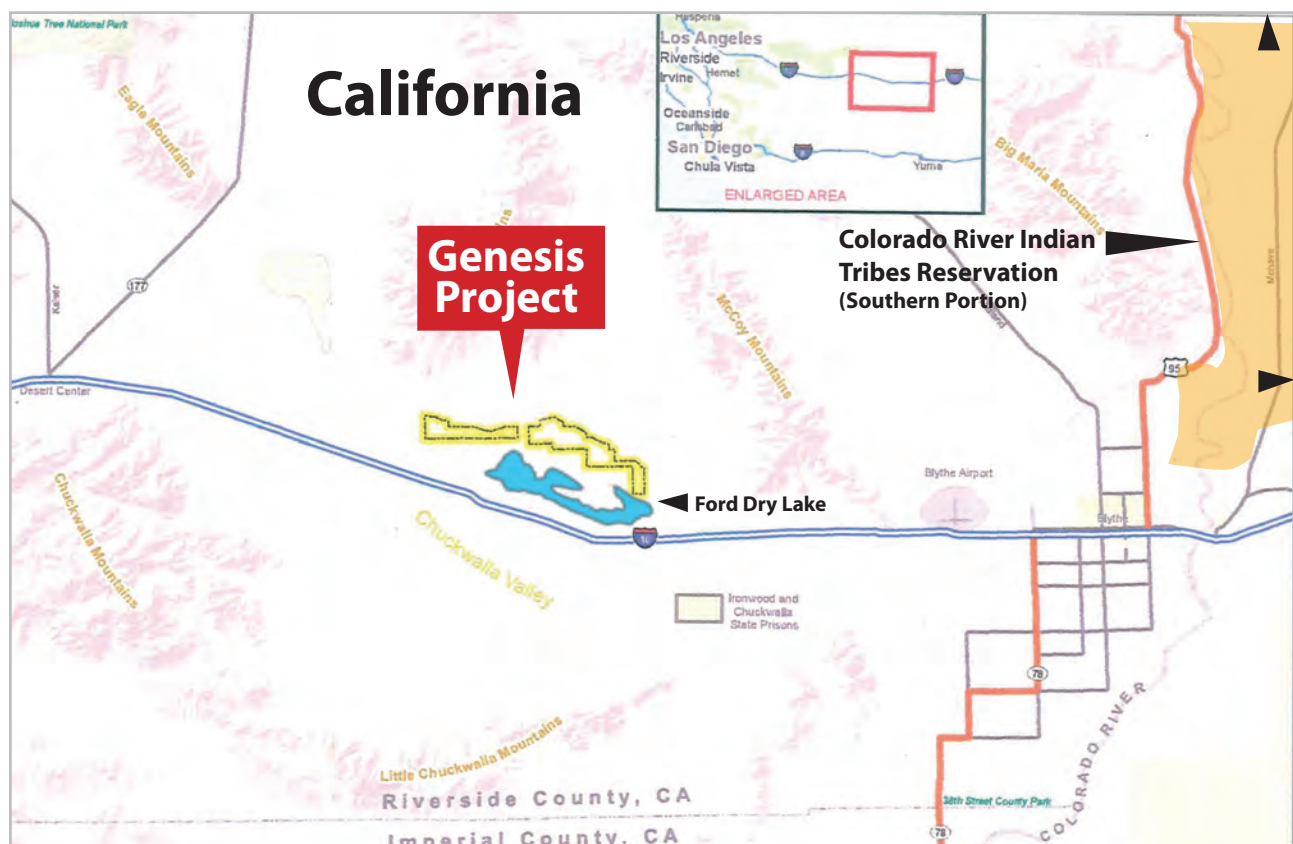 oshua Tree National Park
California
Eagle Mountains
Hesperia
Los Angeles
Riverside
Hemet
Irvine
Oceanside
Carlsbad
San Diego
Chula Vista
Yuma
ENLARGED AREA
Big Maria Mountains
Genesis
Project
Colorado River Indian
Tribes Reservation
(Southern Portion)
Mohave
177
Kaiser
McCoy Mountains
95
Desert Center
Blythe Airport
Ford Dry Lake
Blythe
10
Chuckwalla Mountains
Chuckwalla Valley
Ironwood and
Chuckwalla
State Prisons
78
COLORADO RIVER
Little Chuckwalla Mountains
Riverside County, CA
38th Street County Park
Imperial County, CA
78